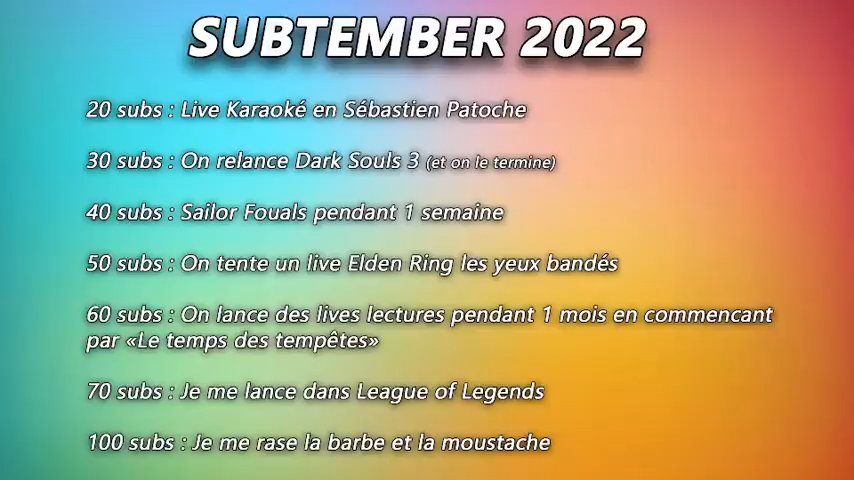 SUBTEMBER 2022
20 subs : Live Karaoké en Sébastien Patoche
30 subs : On relance Dark Souls 3 (et on le termine)
40 subs : Sailor Fouals pendant 1 semaine
50 subs : On tente un live Elden Ring les yeux bandés
60 subs : On lance des lives lectures pendant 1 mois en commencant
par «Le temps des tempêtes»
70 subs : Je me lance dans League of Legends
100 subs : Je me rase la barbe et la moustache